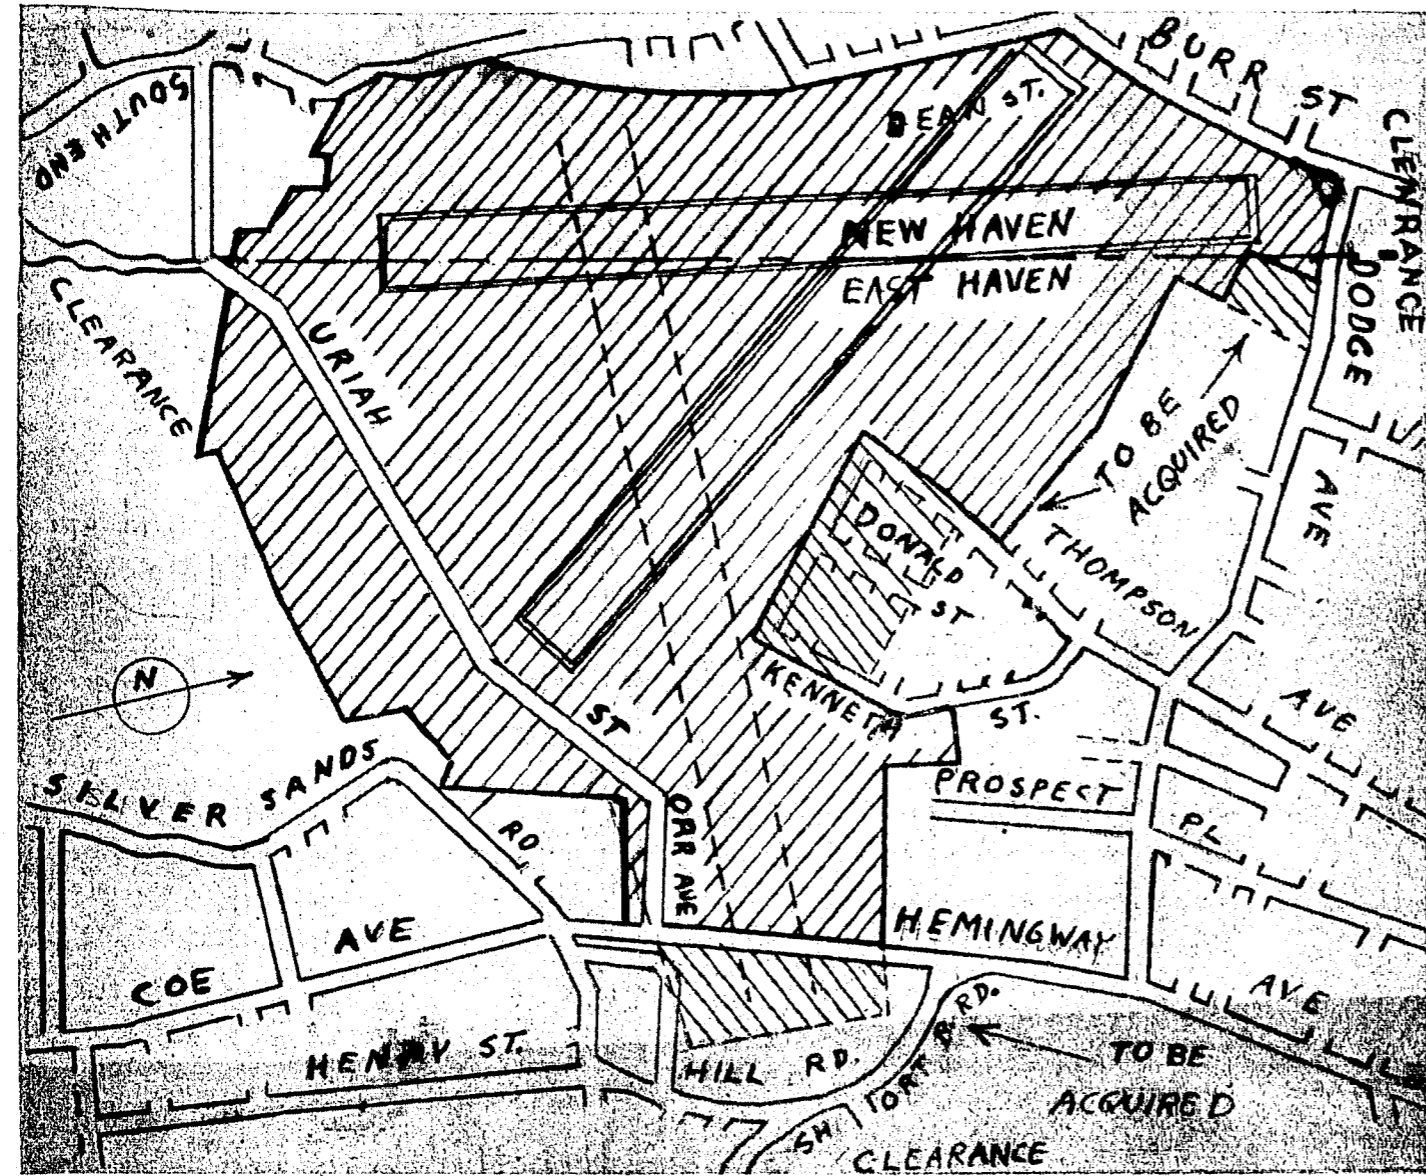 BURR ST
SOUTH END
DEAN ST.
CLENRANCE
NEW HAVEN
EAST HAVEN
DODGE AVE
CLEARANCE
URIAH ST
TO BE
ACQUIRED
DONALD
ST
THOMPSON AVE
N
KENNETH ST.
SILVER SANDS RD
ORR AVE
PROSPECT PL
HEMINGWAY AVE
COE AVE
HENRY ST.
HILL RD.
SHORT B RD.
TO BE
ACQUIRED
CLEARANCE